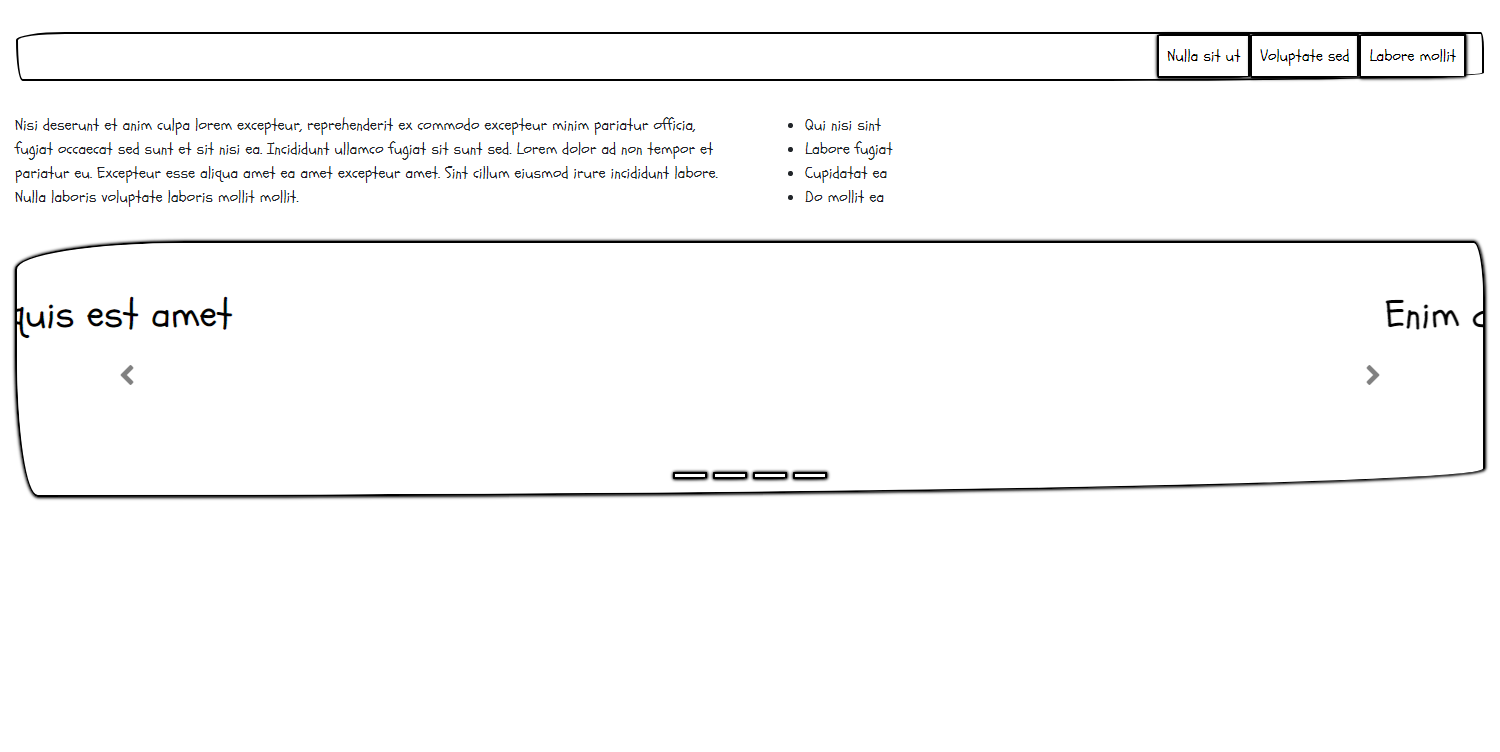 Nulla sit ut Voluptate sed Labore mollit
Nisi deserunt et anim culpa lorem excepteur, reprehenderit ex commodo excepteur minim pariatur officia,
fugiat occaecat sed sunt et sit nisi ea. Incididunt ullamco fugiat sit sunt sed. Lorem dolor ad non tempor et
pariatur eu. Excepteur esse aliqua amet ea amet excepteur amet. Sint cillum eiusmod irure incididunt labore.
Nulla laboris voluptate laboris mollit mollit.
Qui nisi sint
Labore fugiat
Cupidatat ea
Do mollit ea
quis est amet
Enim